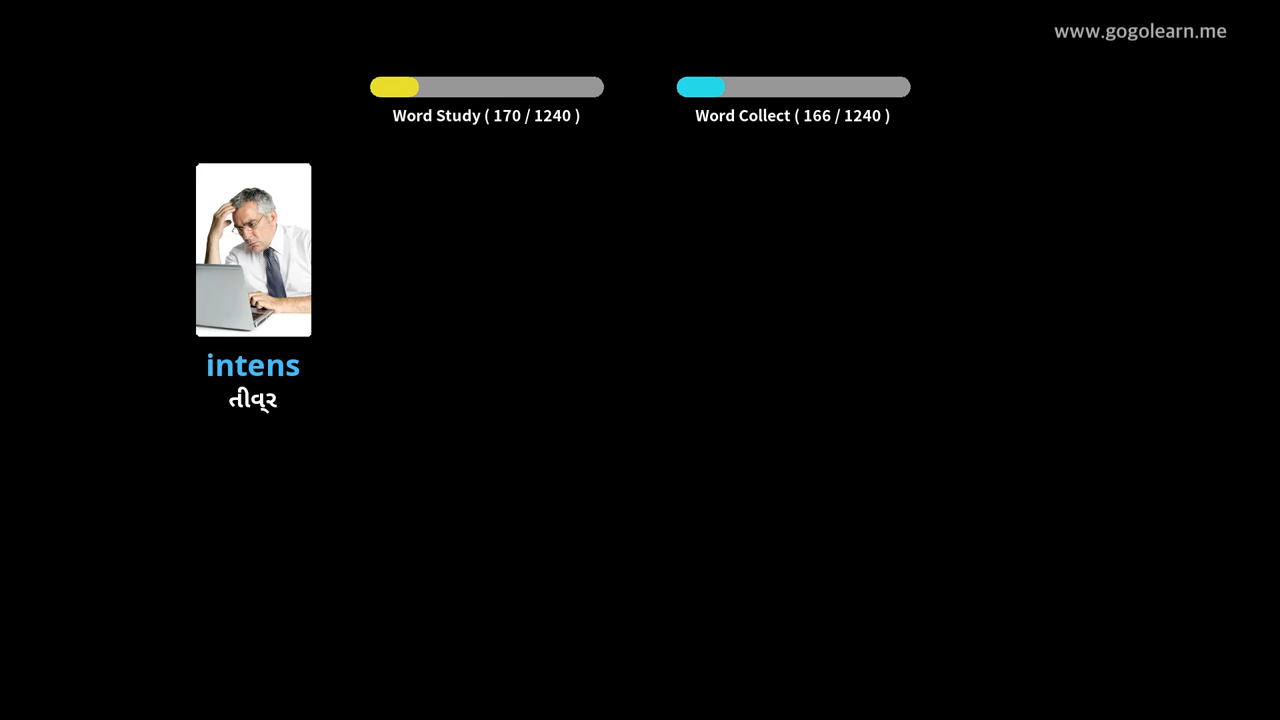 www.gogolearn.me
Word Study ( 170 / 1240 )
Word Collect ( 166 / 1240 )
intens
તીવ્ર